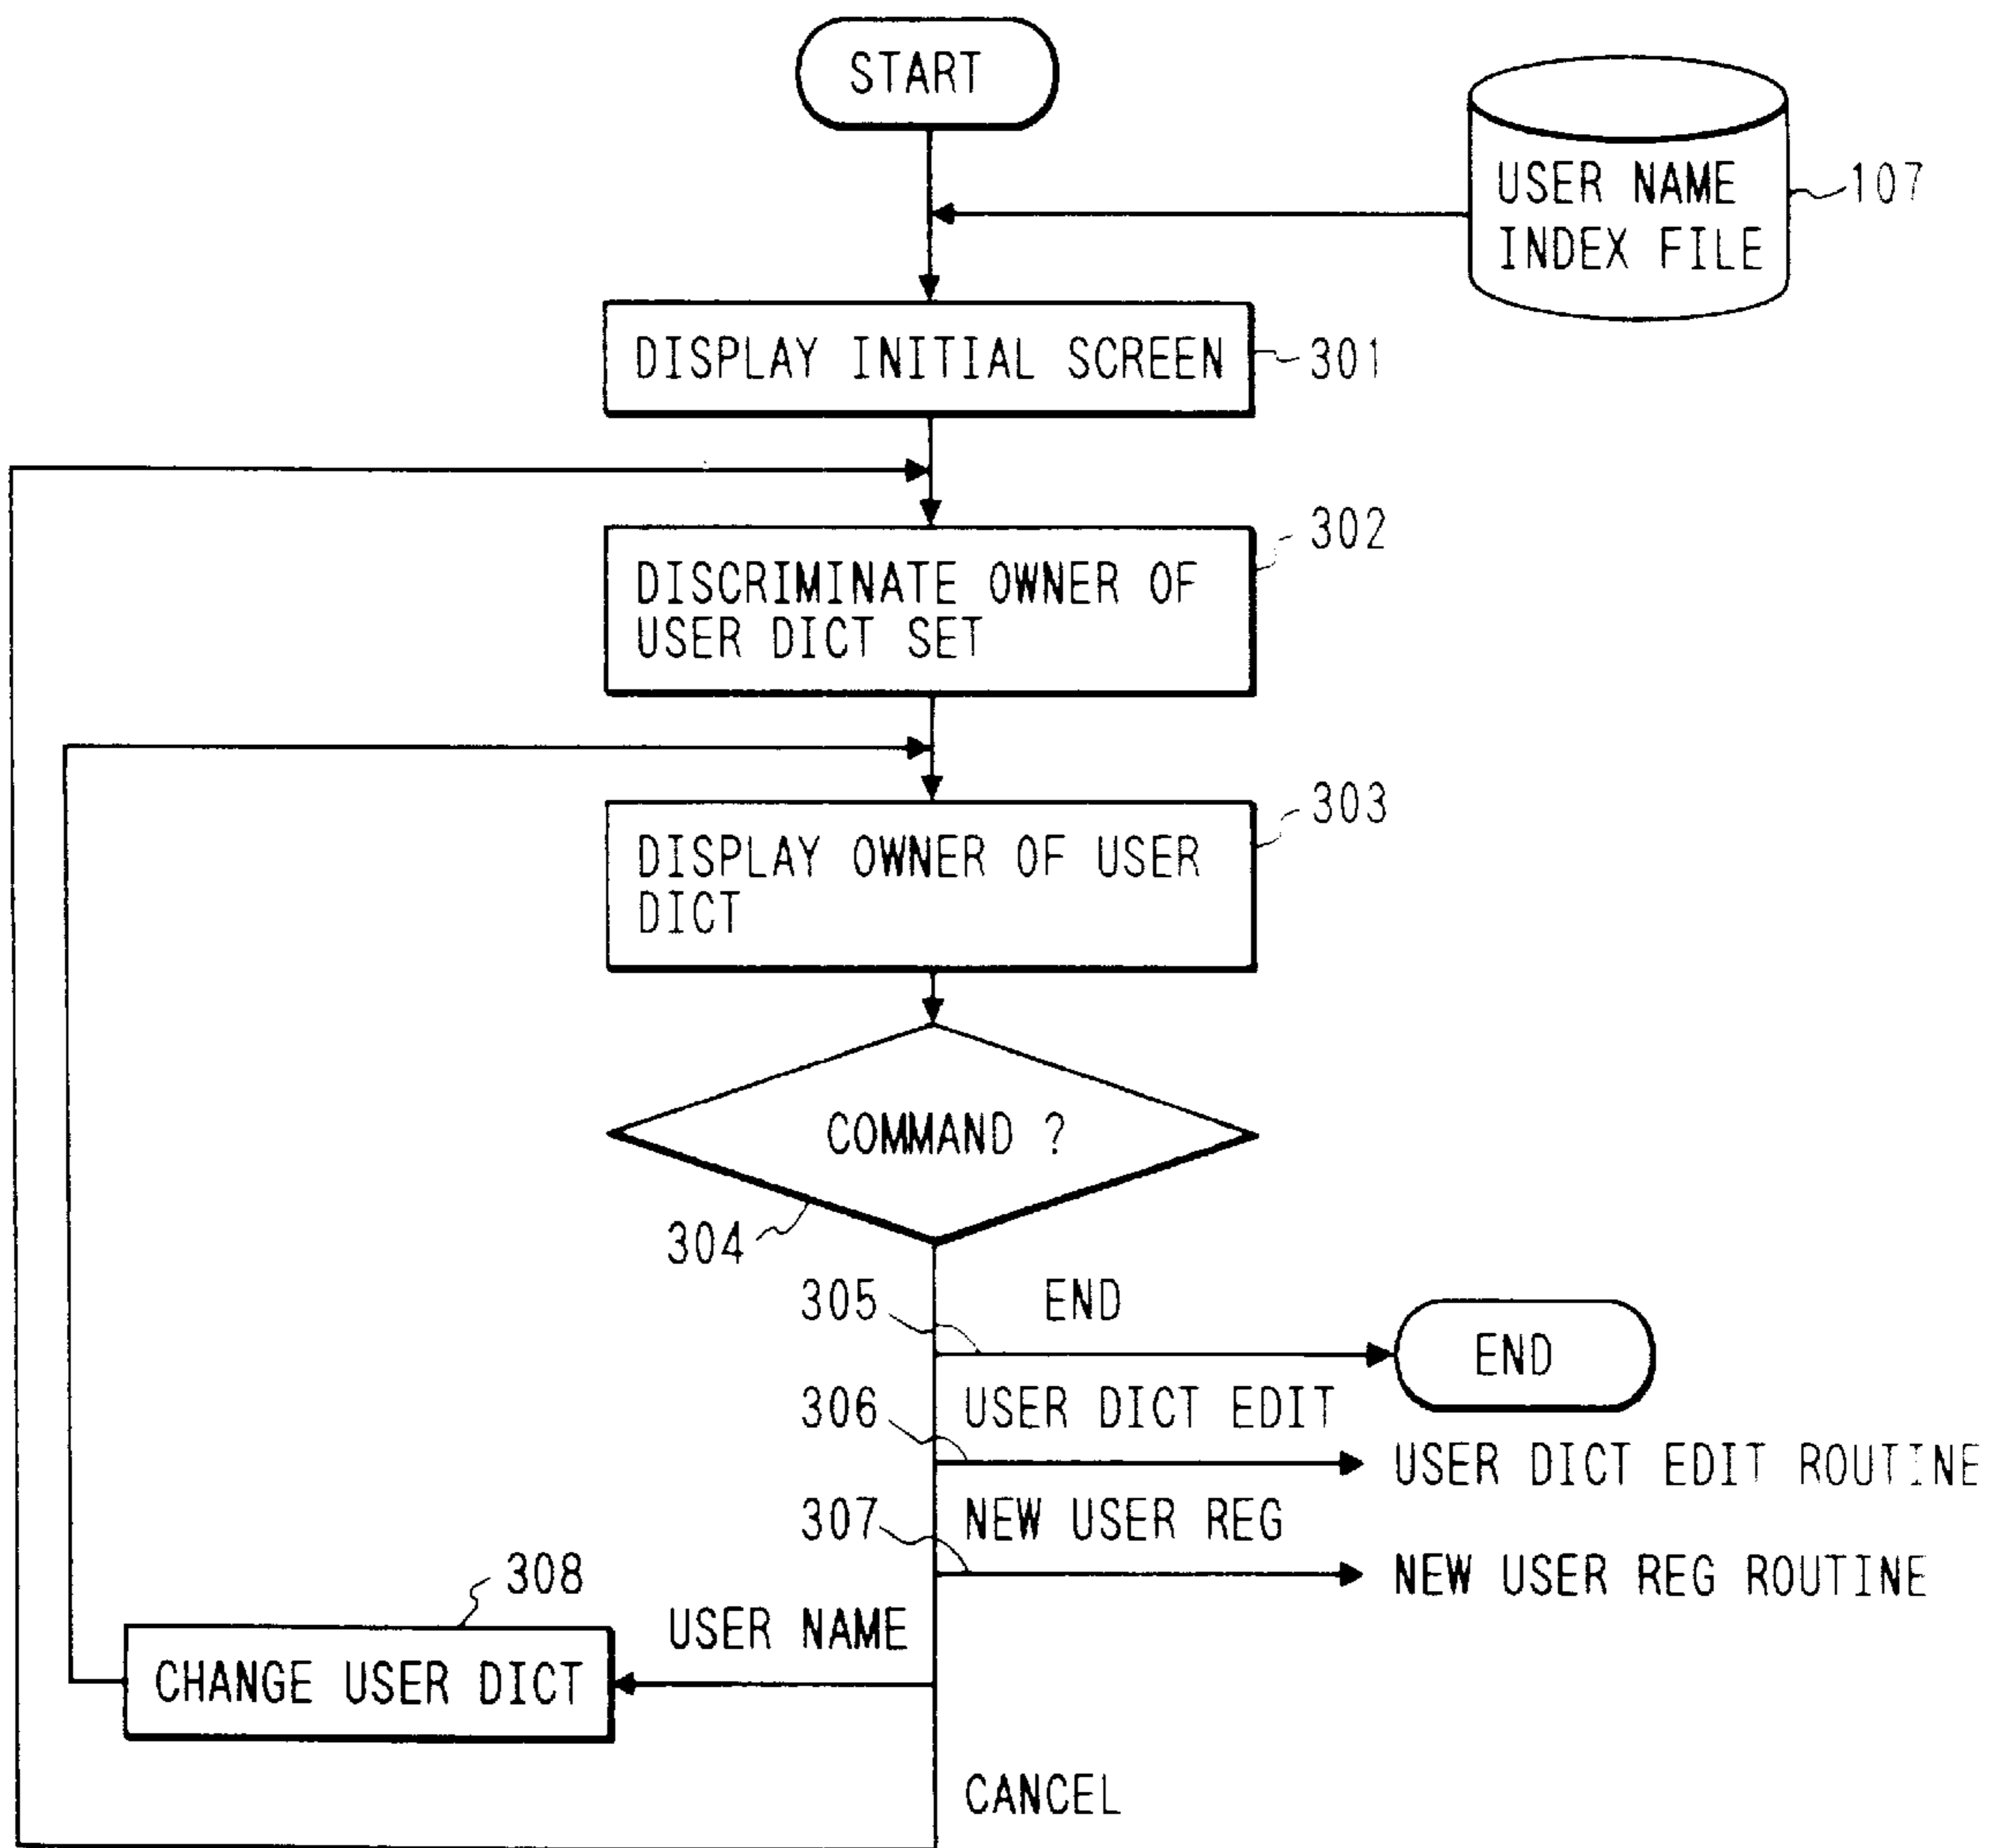 START
USER NAME
INDEX FILE
107
DISPLAY INITIAL SCREEN
301
302
DISCRIMINATE OWNER OF
USER DICT SET
303
DISPLAY OWNER OF USER
DICT
COMMAND ?
304
305
END
END
306
USER DICT EDIT
USER DICT EDIT ROUTINE
307
NEW USER REG
NEW USER REG ROUTINE
308
USER NAME
CHANGE USER DICT
CANCEL